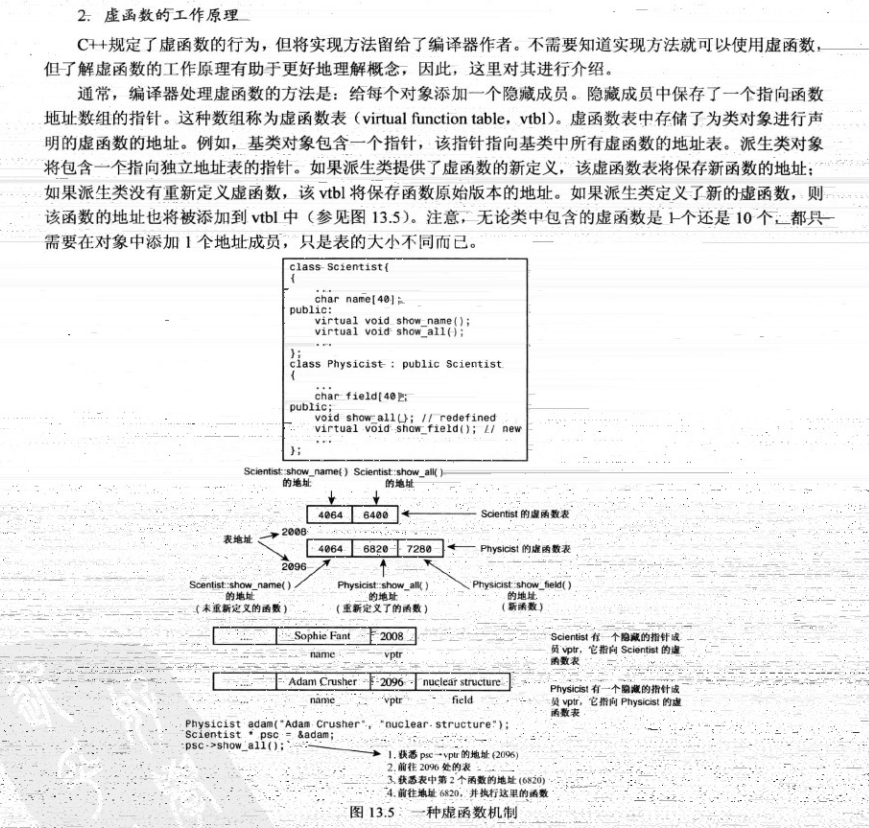 2. 虚函数的工作原理
C++规定了虚函数的行为，但将实现方法留给了编译器作者。不需要知道实现方法就可以使用虚函数，
但了解虚函数的工作原理有助于更好地理解概念，因此，这里对其进行介绍。
通常，编译器处理虚函数的方法是：给每个对象添加一个隐藏成员。隐藏成员中保存了一个指向函数
地址数组的指针。这种数组称为虚函数表（virtual function table，vtbl）。虚函数表中存储了为类对象进行声
明的虚函数的地址。例如，基类对象包含一个指针，该指针指向基类中所有虚函数的地址表。派生类对象
将包含一个指向独立地址表的指针。如果派生类提供了虚函数的新定义，该虚函数表将保存新函数的地址；
如果派生类没有重新定义虚函数，该 vtbl 将保存函数原始版本的地址。如果派生类定义了新的虚函数，则
该函数的地址也将被添加到 vtbl 中（参见图 13.5）。注意，无论类中包含的虚函数是 1 个还是 10 个，都只
需要在对象中添加 1 个地址成员，只是表的大小不同而已。
class Scientist{
{
...
char name[40];
public:
virtual void show_name();
virtual void show_all();
...
};
class Physicist : public Scientist
{
...
char field[40];
public;
void show_all(); // redefined
virtual void show_field(); // new
...
};
Scientist::show_name() Scientist::show_all()
的地址 的地址
4064 6400 Scientist 的虚函数表
表地址 2008
4064 6820 7280 Physicist 的虚函数表
2096
Scentist::show_name() Physicist::show_all() Physicist::show_field()
的地址 的地址 的地址
（未重新定义的函数） （重新定义了的函数） （新函数）
... Sophie Fant 2008
name vptr
Scientist 有一个隐藏的指针成
员 vptr，它指向 Scientist 的虚
函数表
... Adam Crusher 2096 nuclear structure
name vptr field
Physicist 有一个隐藏的指针成
员 vptr，它指向 Physicist 的虚
函数表
Physicist adam("Adam Crusher", "nuclear structure");
Scientist * psc = &adam;
psc->show_all();
1. 获悉 psc→vptr 的地址 (2096)
2. 前往 2096 处的表
3. 获悉表中第 2 个函数的地址 (6820)
4. 前往地址 6820，并执行这里的函数
图 13.5 一种虚函数机制